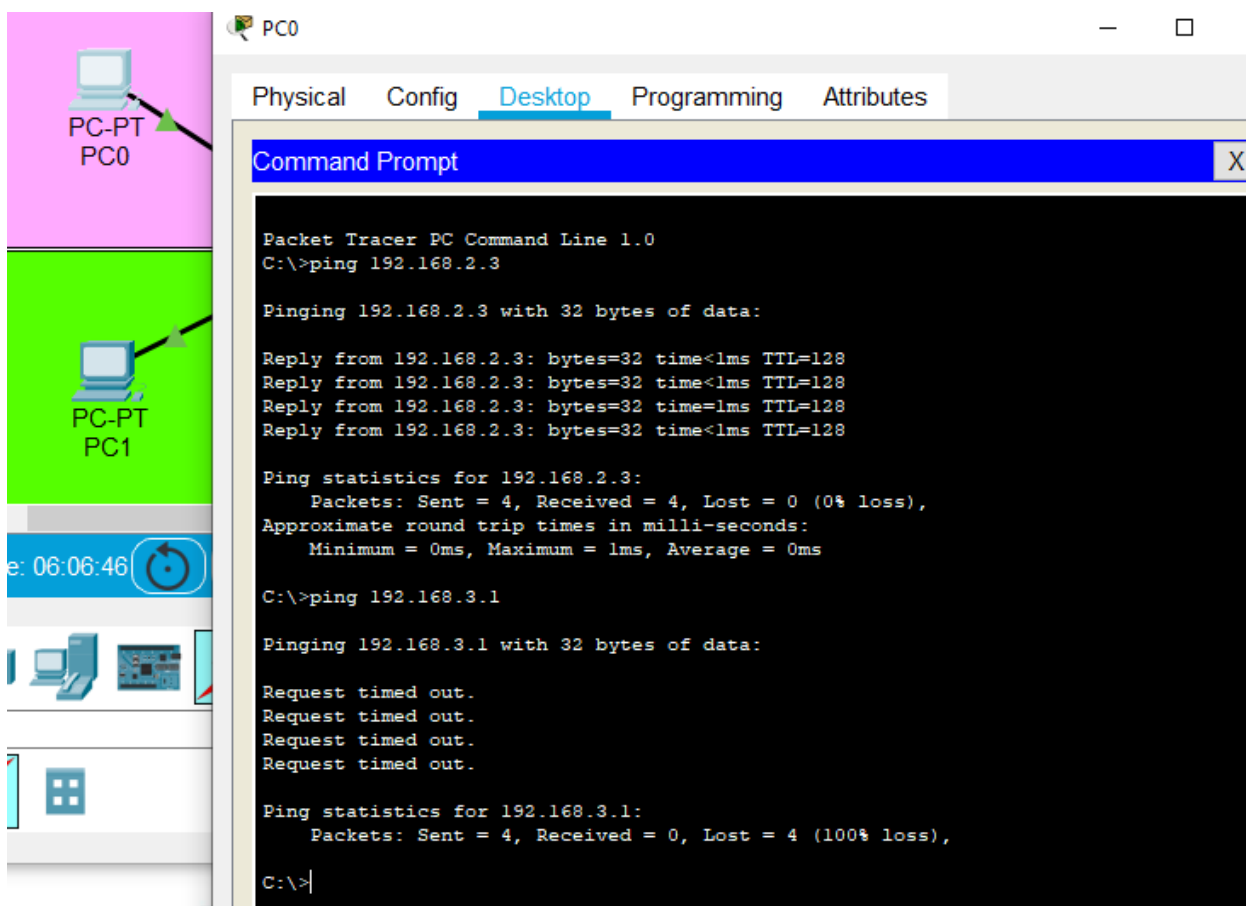 PC0
Physical Config Desktop Programming Attributes
Command Prompt
X
Packet Tracer PC Command Line 1.0
C:\>ping 192.168.2.3
Pinging 192.168.2.3 with 32 bytes of data:
Reply from 192.168.2.3: bytes=32 time<1ms TTL=128
Reply from 192.168.2.3: bytes=32 time<1ms TTL=128
Reply from 192.168.2.3: bytes=32 time=1ms TTL=128
Reply from 192.168.2.3: bytes=32 time<1ms TTL=128
Ping statistics for 192.168.2.3:
Packets: Sent = 4, Received = 4, Lost = 0 (0% loss),
Approximate round trip times in milli-seconds:
Minimum = 0ms, Maximum = 1ms, Average = 0ms
C:\>ping 192.168.3.1
Pinging 192.168.3.1 with 32 bytes of data:
Request timed out.
Request timed out.
Request timed out.
Request timed out.
Ping statistics for 192.168.3.1:
Packets: Sent = 4, Received = 0, Lost = 4 (100% loss),
C:\>
PC-PT
PC0
PC-PT
PC1
e: 06:06:46